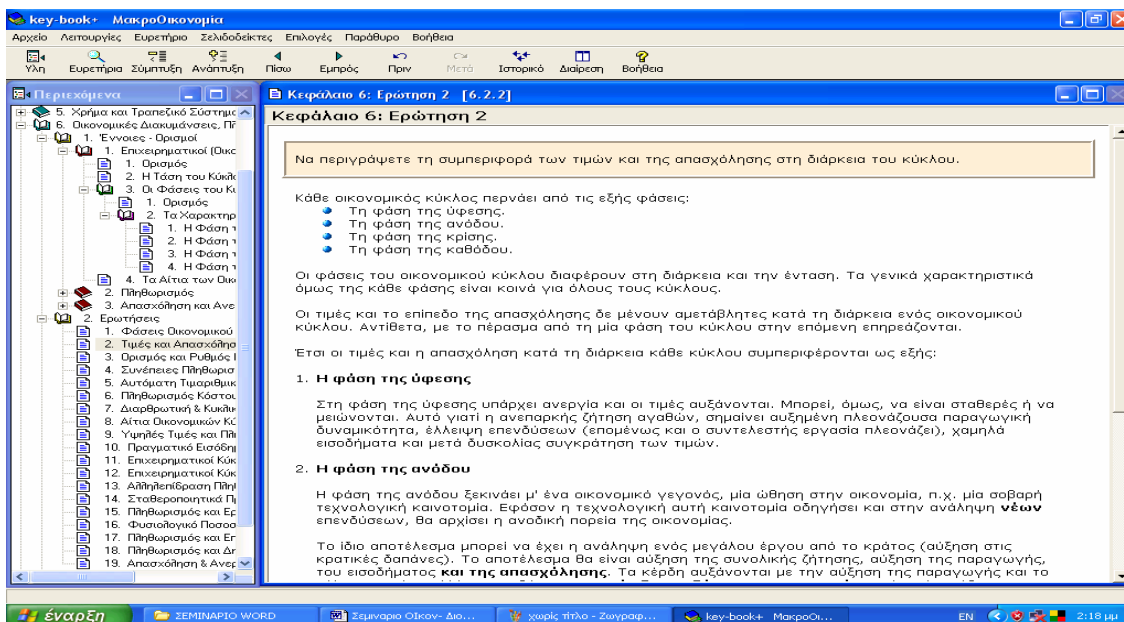 key-book+ ΜακροΟικονομία
Αρχείο Λειτουργίες Ευρετήριο Σελιδοδείκτες Επιλογές Παράθυρο Βοήθεια
Ύλη Ευρετήρια Σύμπτυξη Ανάπτυξη Πίσω Εμπρός Πριν Μετά Ιστορικό Διαίρεση Βοήθεια
Περιεχόμενα
5. Χρήμα και Τραπεζικό Σύστημα
6. Οικονομικές Διακυμάνσεις, Πλ
1. Έννοιες - Ορισμοί
1. Επιχειρηματικοί (Οικο
1. Ορισμός
2. Η Τάση του Κύκλ
3. Οι Φάσεις του Κυ
1. Ορισμός
2. Τα Χαρακτηρ
1. Η Φάση τ
2. Η Φάση τ
3. Η Φάση τ
4. Η Φάση τ
4. Τα Αίτια των Οικ
2. Πληθωρισμός
3. Απασχόληση και Ανε
2. Ερωτήσεις
1. Φάσεις Οικονομικού
2. Τιμές και Απασχόλησ
3. Ορισμός και Ρυθμός
4. Συνέπειες Πληθωρισ
5. Αυτόματη Τιμαριθμικ
6. Πληθωρισμός Κόστου
7. Διαρθρωτική & Κυκλικ
8. Αίτια Οικονομικών Κύ
9. Υψηλές Τιμές και Πλη
10. Πραγματικό Εισόδημ
11. Επιχειρηματικοί Κύκ
12. Επιχειρηματικοί Κύκ
13. Αλληλεπίδραση Πλη
14. Σταθεροποιητικά Πρ
15. Πληθωρισμός και Ερ
16. Φυσιολογικό Ποσοσ
17. Πληθωρισμός και Επ
18. Πληθωρισμός και Δη
19. Απασχόληση & Ανεργ
Κεφάλαιο 6: Ερώτηση 2 [6.2.2]
Κεφάλαιο 6: Ερώτηση 2
Να περιγράψετε τη συμπεριφορά των τιμών και της απασχόλησης στη διάρκεια του κύκλου.
Κάθε οικονομικός κύκλος περνάει από τις εξής φάσεις:
Τη φάση της ύφεσης.
Τη φάση της ανόδου.
Τη φάση της κρίσης.
Τη φάση της καθόδου.
Οι φάσεις του οικονομικού κύκλου διαφέρουν στη διάρκεια και την ένταση. Τα γενικά χαρακτηριστικά
όμως της κάθε φάσης είναι κοινά για όλους τους κύκλους.
Οι τιμές και το επίπεδο της απασχόλησης δε μένουν αμετάβλητες κατά τη διάρκεια ενός οικονομικού
κύκλου. Αντίθετα, με το πέρασμα από τη μία φάση του κύκλου στην επόμενη επηρεάζονται.
Έτσι οι τιμές και η απασχόληση κατά τη διάρκεια κάθε κύκλου συμπεριφέρονται ως εξής:
1. Η φάση της ύφεσης
Στη φάση της ύφεσης υπάρχει ανεργία και οι τιμές αυξάνονται. Μπορεί, όμως, να είναι σταθερές ή να
μειώνονται. Αυτό γιατί η ανεπαρκής ζήτηση αγαθών, σημαίνει αυξημένη πλεονάζουσα παραγωγική
δυναμικότητα, έλλειψη επενδύσεων (επομένως και ο συντελεστής εργασία πλεονάζει), χαμηλά
εισοδήματα και μετά δυσκολίας συγκράτηση των τιμών.
2. Η φάση της ανόδου
Η φάση της ανόδου ξεκινάει μ' ένα οικονομικό γεγονός, μία ώθηση στην οικονομία, π.χ. μία σοβαρή
τεχνολογική καινοτομία. Εφόσον η τεχνολογική αυτή καινοτομία οδηγήσει και στην ανάληψη νέων
επενδύσεων, θα αρχίσει η ανοδική πορεία της οικονομίας.
Το ίδιο αποτέλεσμα μπορεί να έχει η ανάληψη ενός μεγάλου έργου από το κράτος (αύξηση στις
κρατικές δαπάνες). Το αποτέλεσμα θα είναι αύξηση της συνολικής ζήτησης, αύξηση της παραγωγής,
του εισοδήματος και της απασχόλησης. Τα κέρδη αυξάνονται με την αύξηση της παραγωγής και το
έναρξη ΣΕΜΙΝΑΡΙΟ WORD Σεμιναριο ΟΙκον- Διο... χωρίς τίτλο - Ζωγραφ... key-book+ ΜακροΟι... EN 2:18 μμ